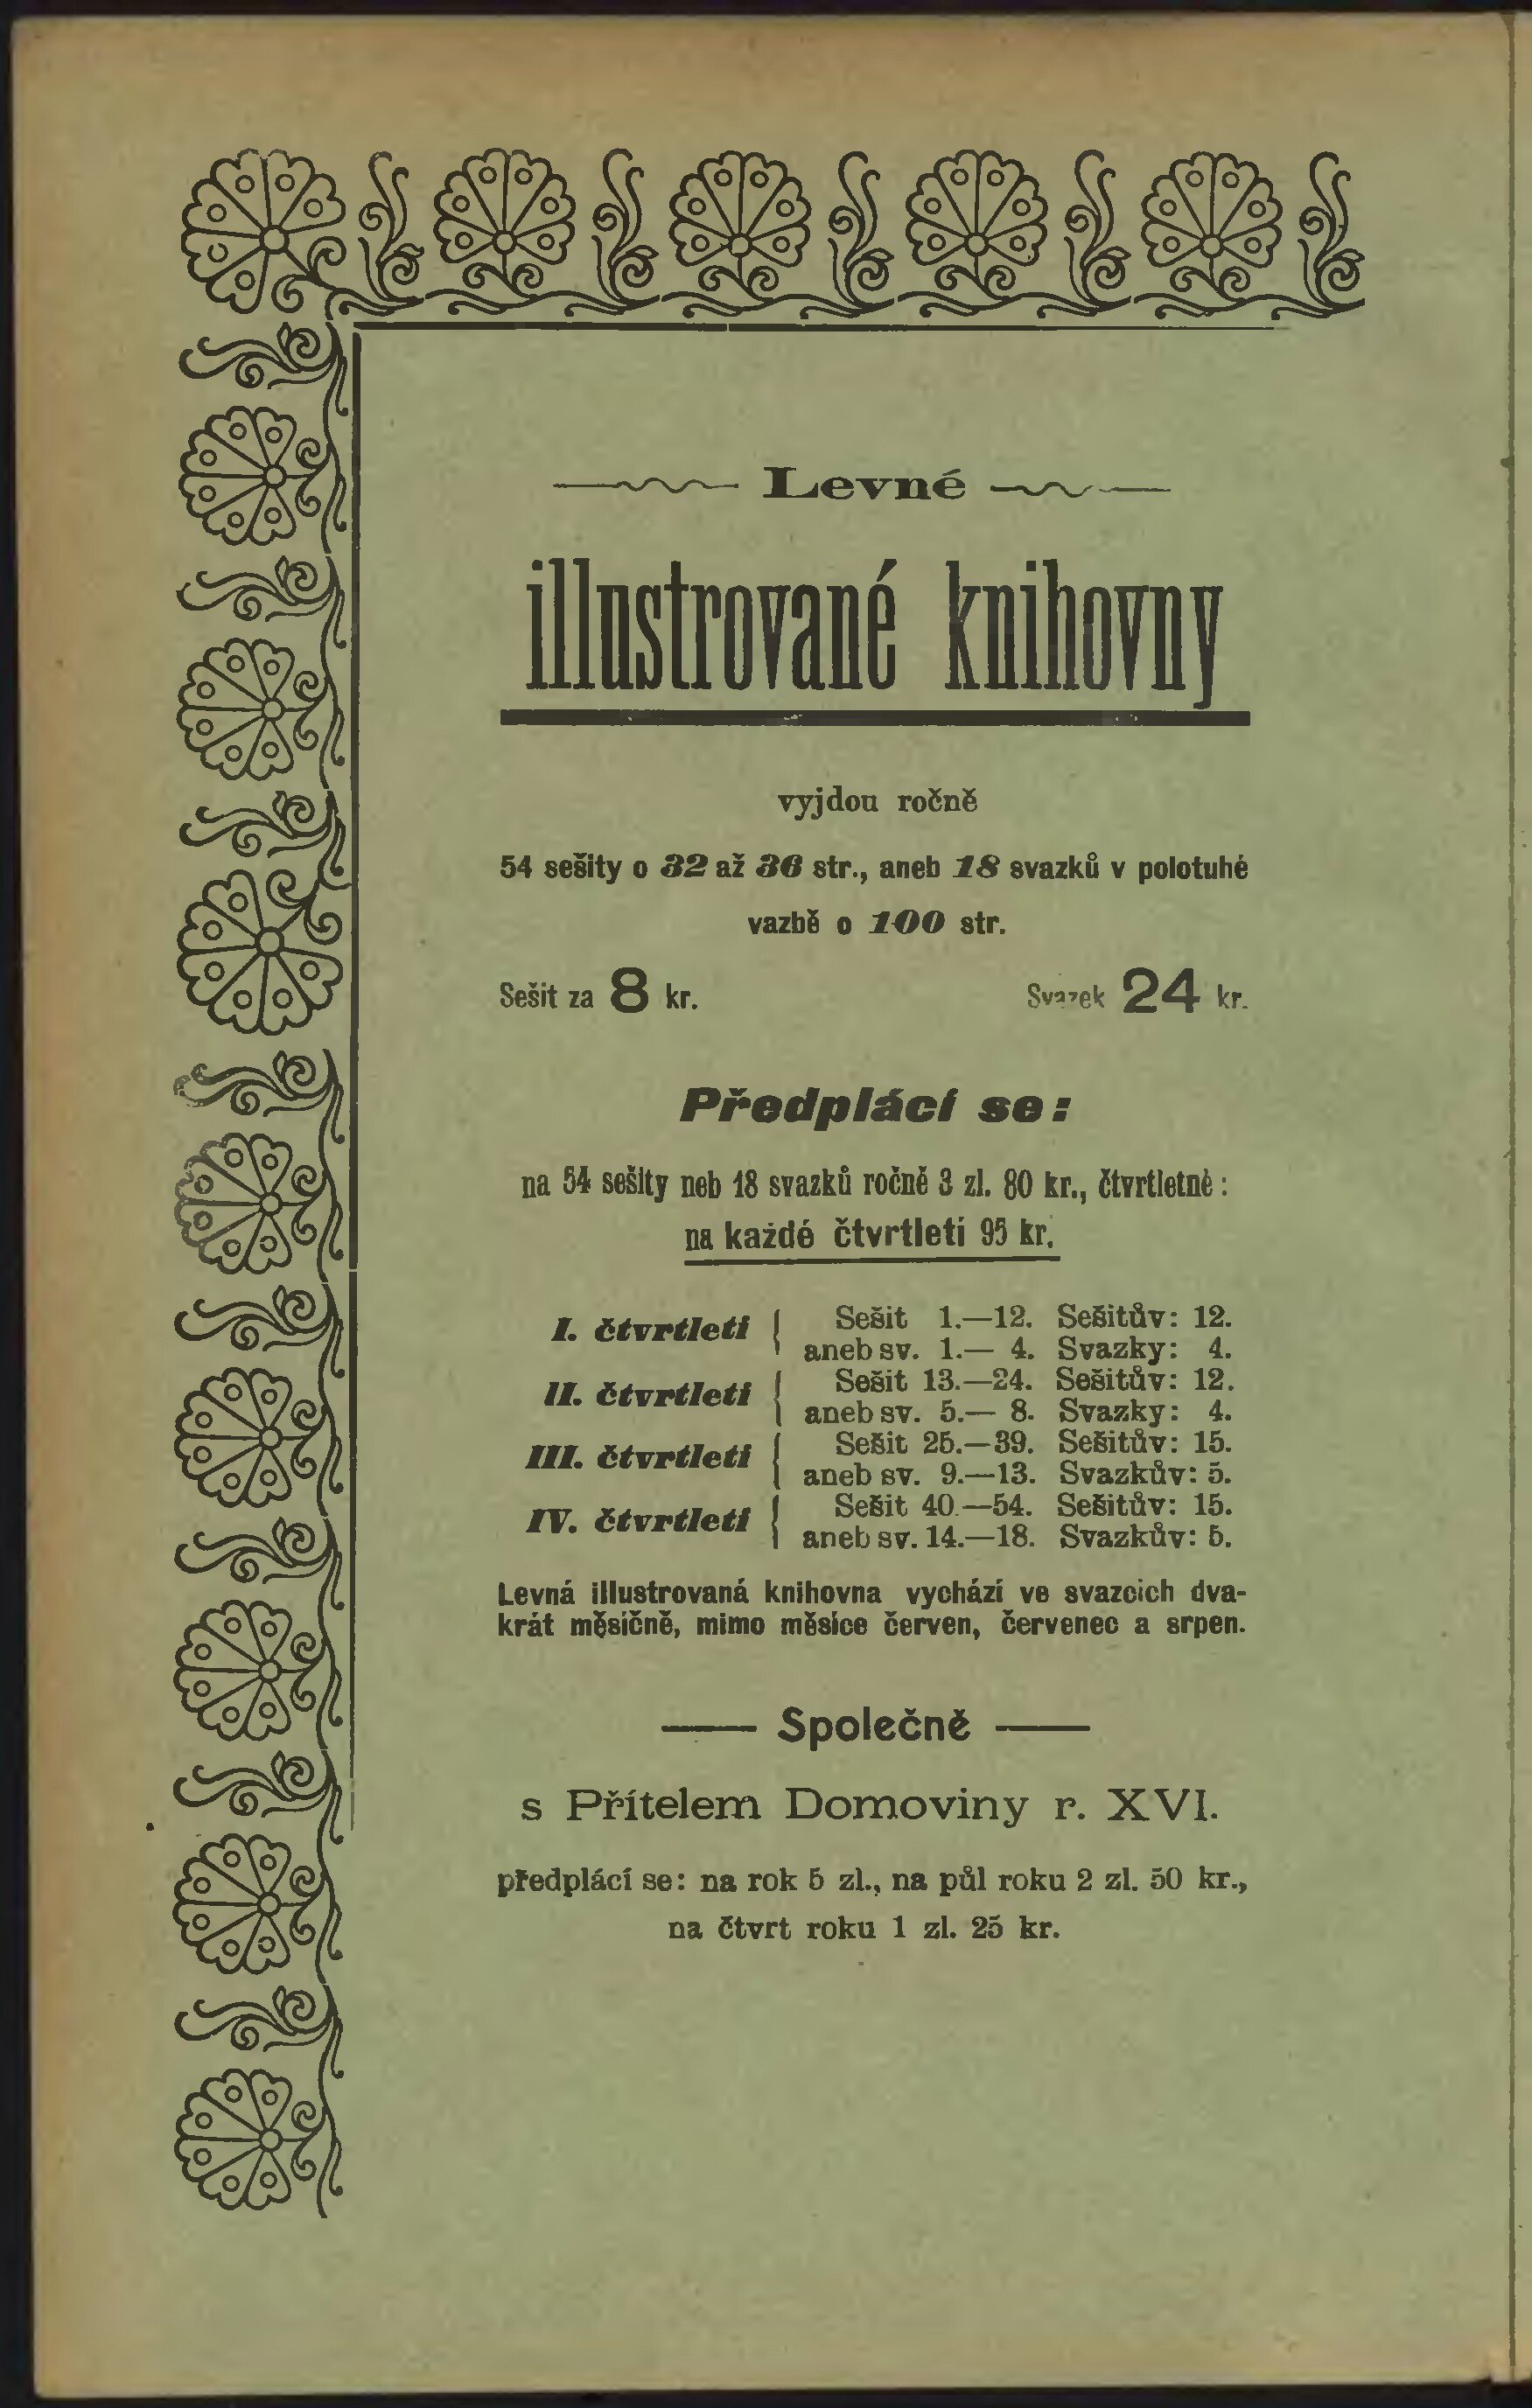 Levné
illustrované knihovny
vyjdou ročně
54 sešity o 32 až 36 str., aneb 18 svazků v polotuhé
vazbě o 100 str.
Sešit za 8 kr. Svazek 24 kr.
Předplácí se:
na 54 sešity neb 18 svazků ročně 3 zl. 80 kr., čtvrtletně:
na každé čtvrtletí 95 kr.
I. čtvrtletí { Sešit 1.—12. Sešitův: 12.
aneb sv. 1.— 4. Svazky: 4.
II. čtvrtletí { Sešit 13.—24. Sešitův: 12.
aneb sv. 5.— 8. Svazky: 4.
III. čtvrtletí { Sešit 25.—39. Sešitův: 15.
aneb sv. 9.—13. Svazkův: 5.
IV. čtvrtletí { Sešit 40.—54. Sešitův: 15.
aneb sv. 14.—18. Svazkův: 5.
Levná illustrovaná knihovna vychází ve svazcích dva-
krát měsíčně, mimo měsíce červen, červenec a srpen.
Společně
s Přítelem Domoviny r. XVI.
předplácí se: na rok 5 zl., na půl roku 2 zl. 50 kr.,
na čtvrt roku 1 zl. 25 kr.